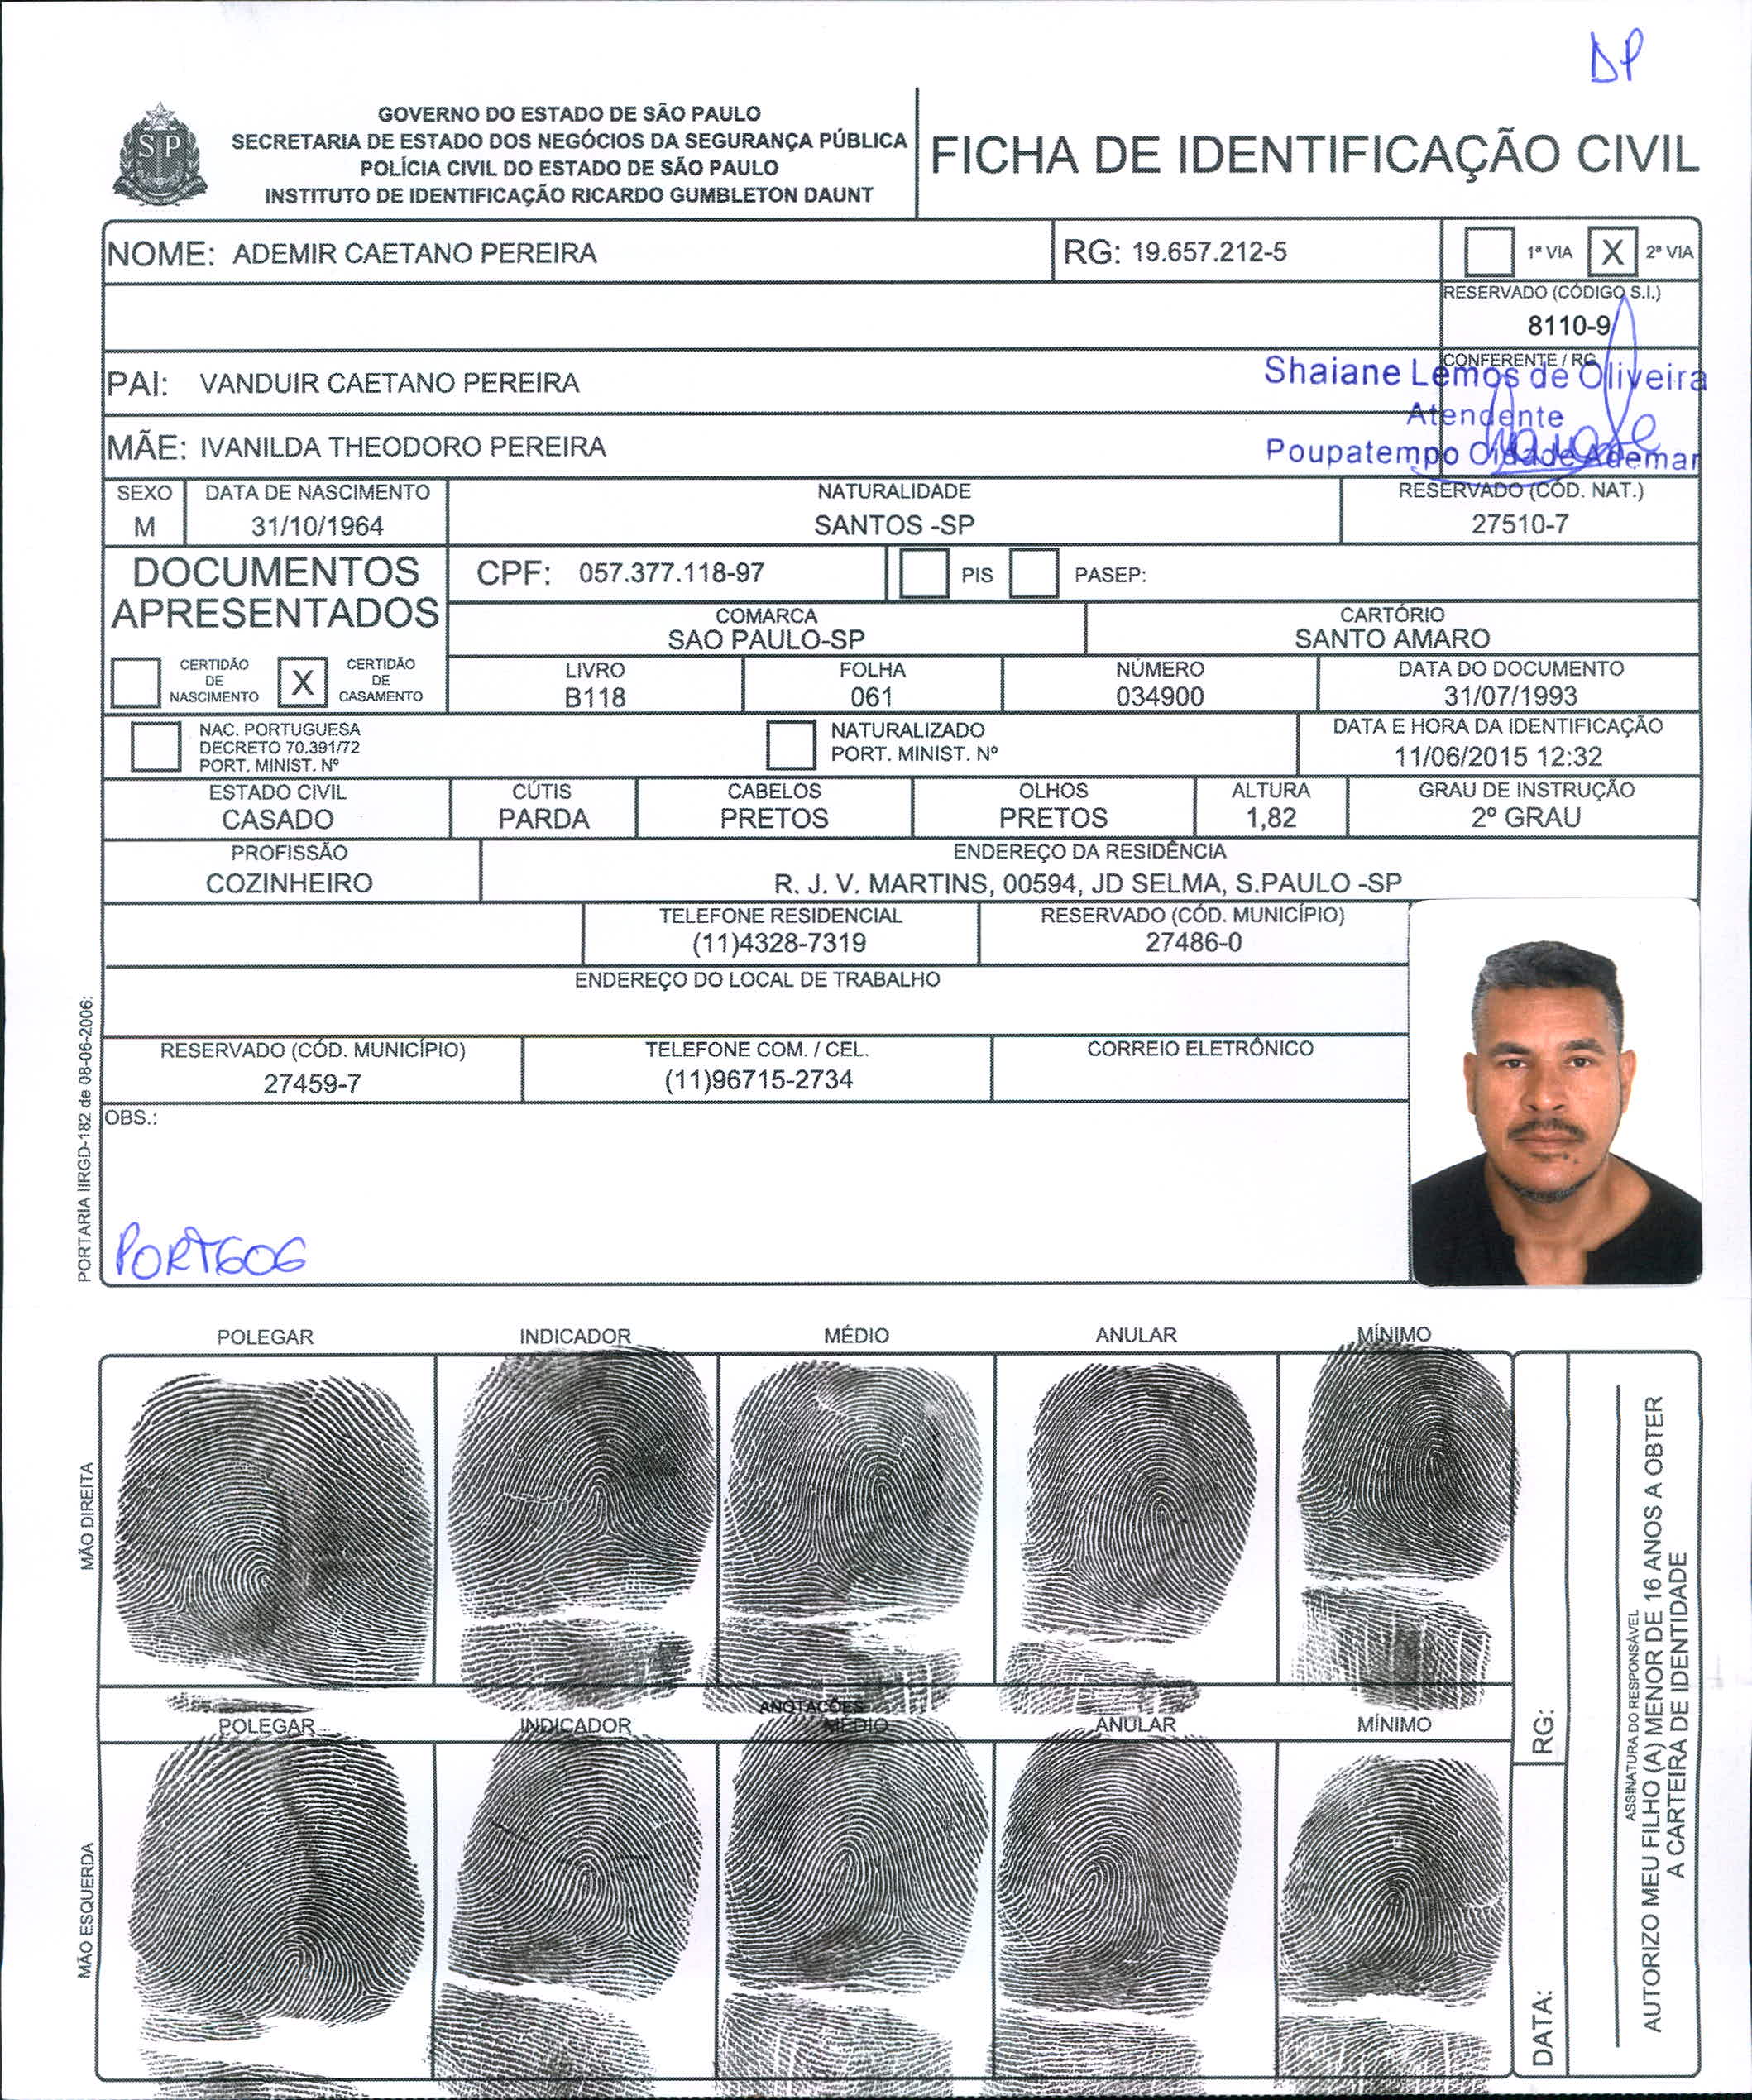 DP
GOVERNO DO ESTADO DE SÃO PAULO
SECRETARIA DE ESTADO DOS NEGÓCIOS DA SEGURANÇA PÚBLICA
POLÍCIA CIVIL DO ESTADO DE SÃO PAULO
INSTITUTO DE IDENTIFICAÇÃO RICARDO GUMBLETON DAUNT
SP
FICHA DE IDENTIFICAÇÃO CIVIL
NOME: ADEMIR CAETANO PEREIRA
RG: 19.657.212-5
1ª VIA X 2ª VIA
RESERVADO (CÓDIGO S.I.)
8110-9
PAI: VANDUIR CAETANO PEREIRA
CONFERENTE / RG
Shaiane Lemos de Oliveira
Atendente
Poupatempo Cidade Ademar
MÃE: IVANILDA THEODORO PEREIRA
SEXO
M
DATA DE NASCIMENTO
31/10/1964
NATURALIDADE
SANTOS -SP
RESERVADO (CÓD. NAT.)
27510-7
DOCUMENTOS
APRESENTADOS
CPF: 057.377.118-97
PIS
PASEP:
COMARCA
SAO PAULO-SP
CARTÓRIO
SANTO AMARO
CERTIDÃO
DE
NASCIMENTO
X
CERTIDÃO
DE
CASAMENTO
LIVRO
B118
FOLHA
061
NÚMERO
034900
DATA DO DOCUMENTO
31/07/1993
NAC. PORTUGUESA
DECRETO 70.391/72
PORT. MINIST. Nº
NATURALIZADO
PORT. MINIST. Nº
DATA E HORA DA IDENTIFICAÇÃO
11/06/2015 12:32
ESTADO CIVIL
CASADO
CÚTIS
PARDA
CABELOS
PRETOS
OLHOS
PRETOS
ALTURA
1,82
GRAU DE INSTRUÇÃO
2º GRAU
PROFISSÃO
COZINHEIRO
ENDEREÇO DA RESIDÊNCIA
R. J. V. MARTINS, 00594, JD SELMA, S.PAULO -SP
TELEFONE RESIDENCIAL
(11)4328-7319
RESERVADO (CÓD. MUNICÍPIO)
27486-0
ENDEREÇO DO LOCAL DE TRABALHO
RESERVADO (CÓD. MUNICÍPIO)
27459-7
TELEFONE COM. / CEL.
(11)96715-2734
CORREIO ELETRÔNICO
OBS.:
PORTARIA IIRGD-182 de 08-06-2006:
POLEGAR
INDICADOR
MÉDIO
ANULAR
MÍNIMO
MÃO DIREITA
ANOTAÇÕES
POLEGAR
INDICADOR
MÉDIO
ANULAR
MÍNIMO
MÃO ESQUERDA
RG:
DATA:
ASSINATURA DO RESPONSÁVEL
AUTORIZO MEU FILHO (A) MENOR DE 16 ANOS A OBTER
A CARTEIRA DE IDENTIDADE